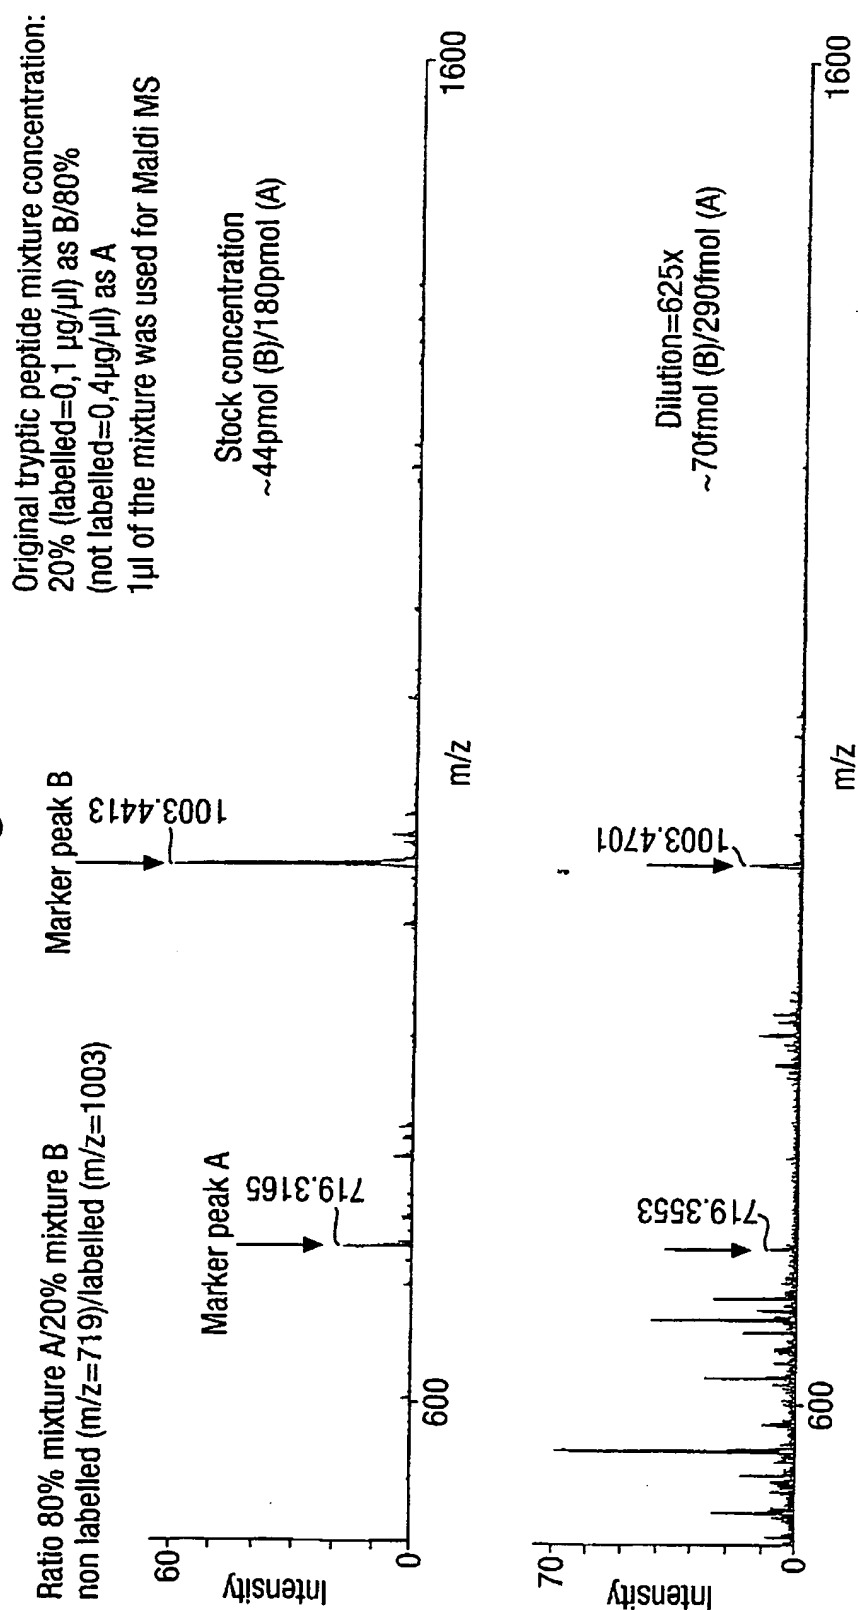 Ratio 80% mixture A/20% mixture B
non labelled (m/z=719)/labelled (m/z=1003)
Original tryptic peptide mixture concentration:
20% (labelled=0,1 µg/µl) as B/80%
(not labelled=0,4µg/µl) as A
1µl of the mixture was used for Maldi MS
Marker peak A
719.3165
Marker peak B
1003.4413
Stock concentration
~44pmol (B)/180pmol (A)
Intensity
60
0
600
m/z
1600
719.3553
1003.4701
Dilution=625x
~70fmol (B)/290fmol (A)
Intensity
70
0
600
m/z
1600